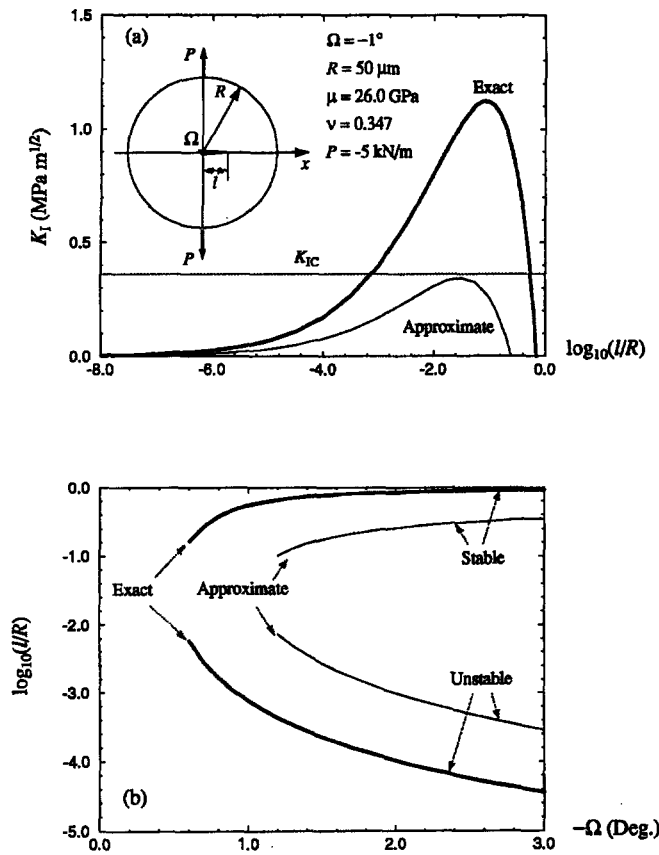 1.5
(a)
P
R
Ω
x
l
P
Ω = −1°
R = 50 μm
μ = 26.0 GPa
ν = 0.347
P = -5 kN/m
Exact
1.0
K_I (MPa m^{1/2})
0.5
K_IC
Approximate
0.0
-8.0 -6.0 -4.0 -2.0 0.0
log₁₀(l/R)
0.0
-1.0
Stable
Exact
Approximate
-2.0
log₁₀(l/R)
Unstable
-3.0
-4.0
(b)
-5.0
0.0 1.0 2.0 3.0
−Ω (Deg.)